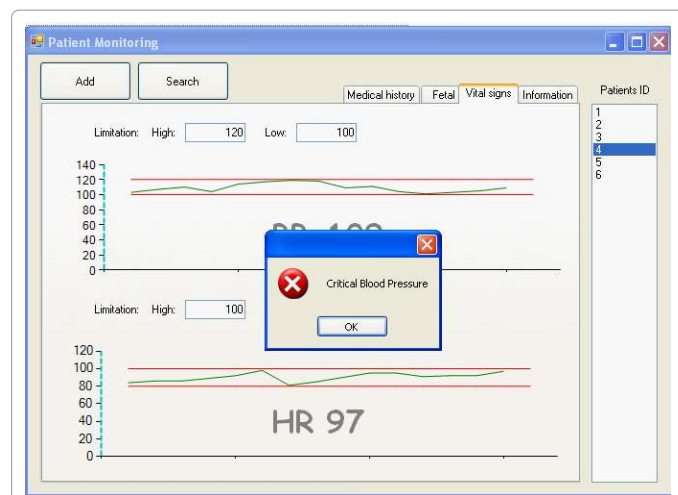 Patient Monitoring
Add Search
Medical history Fetal Vital signs Information
Patients ID
1
2
3
4
5
6
Limitation: High: 120 Low: 100
140
120
100
80
60
40
20
0
Critical Blood Pressure
OK
Limitation: High: 100
120
100
80
60
40
20
0
HR 97